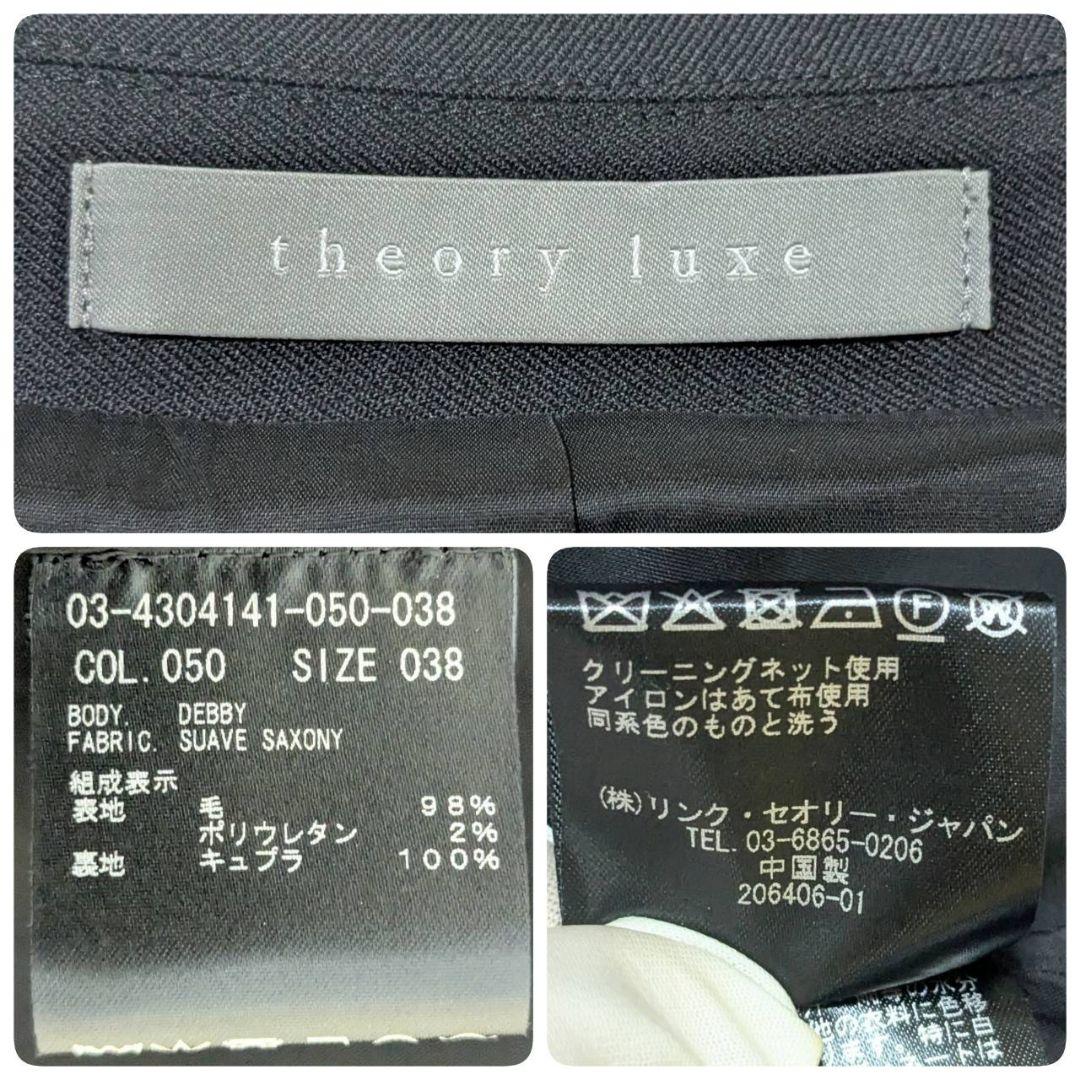 theory luxe
03-4304141-050-038
COL.050 SIZE 038
BODY. DEBBY
FABRIC. SUAVE SAXONY
組成表示
表地 毛 98%
ポリウレタン 2%
裏地 キュプラ 100%
F W
クリーニングネット使用
アイロンはあて布使用
同系色のものと洗う
(株)リンク・セオリー・ジャパン
TEL.03-6865-0206
中国製
206406-01